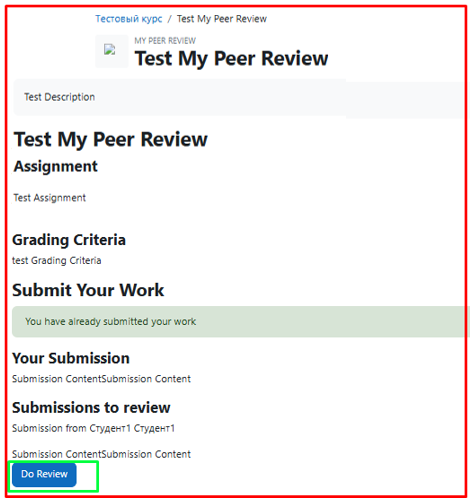 Тестовый курс / Test My Peer Review
MY PEER REVIEW
Test My Peer Review
Test Description
Test My Peer Review
Assignment
Test Assignment
Grading Criteria
test Grading Criteria
Submit Your Work
You have already submitted your work
Your Submission
Submission ContentSubmission Content
Submissions to review
Submission from Студент1 Студент1
Submission ContentSubmission Content
Do Review